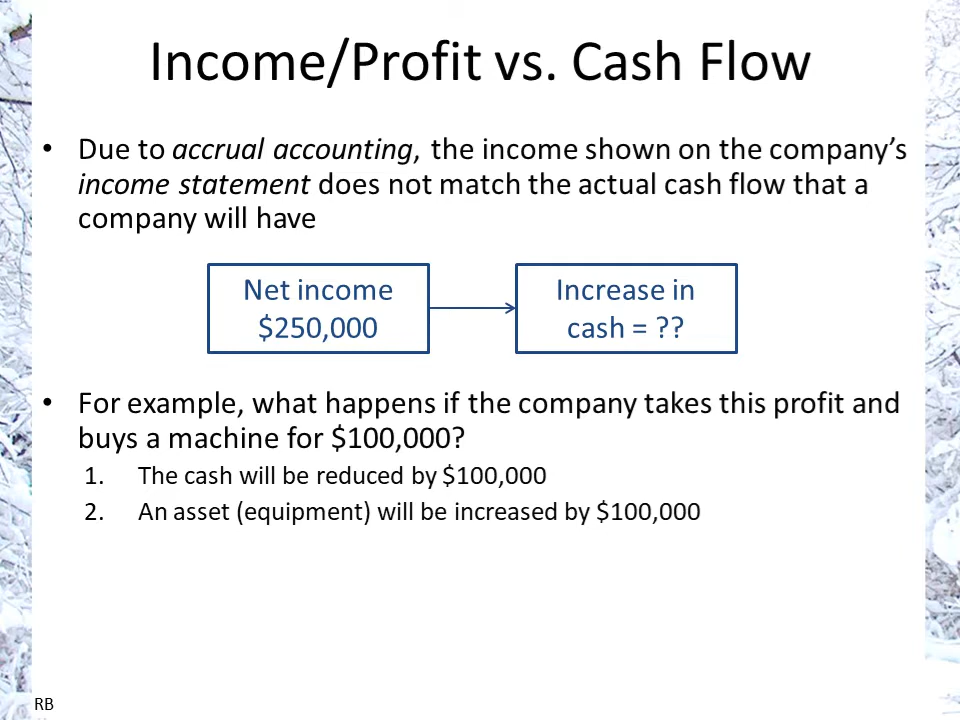 Income/Profit vs. Cash Flow
• Due to accrual accounting, the income shown on the company’s
income statement does not match the actual cash flow that a
company will have
Net income
$250,000
Increase in
cash = ??
• For example, what happens if the company takes this profit and
buys a machine for $100,000?
1. The cash will be reduced by $100,000
2. An asset (equipment) will be increased by $100,000
RB